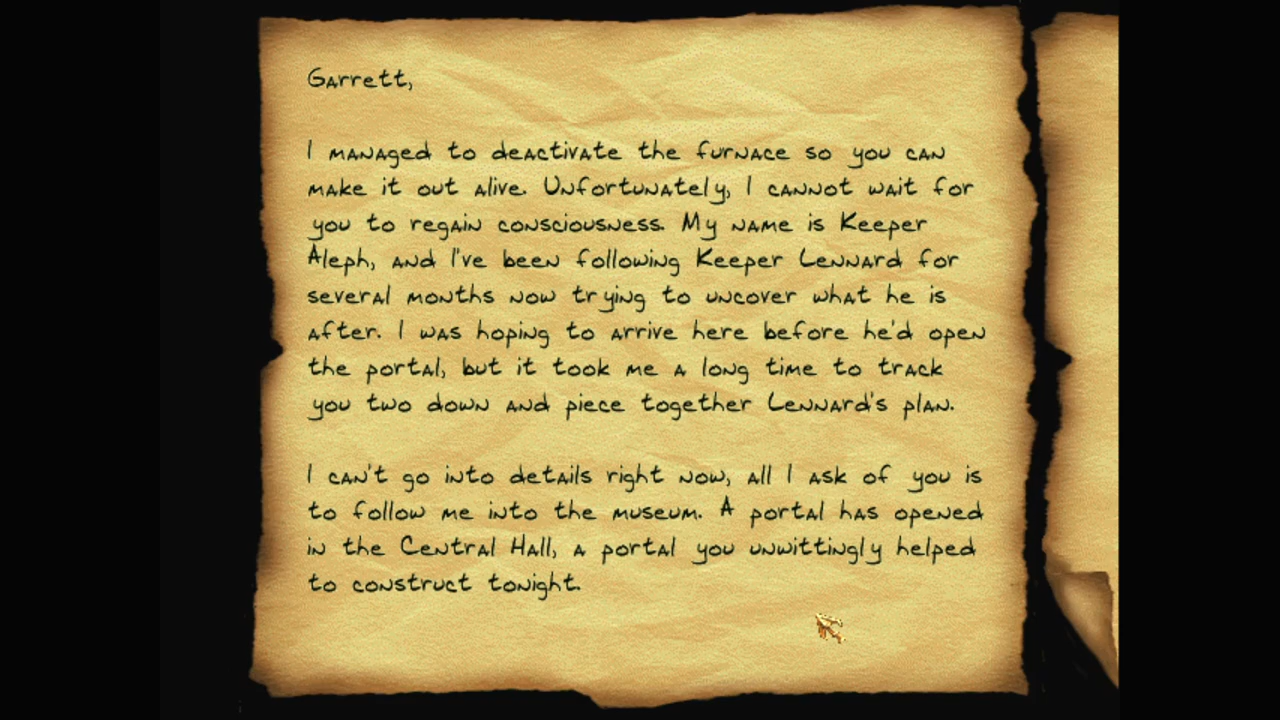 Garrett,
I managed to deactivate the furnace so you can
make it out alive. Unfortunately, I cannot wait for
you to regain consciousness. My name is Keeper
Aleph, and I've been following Keeper Lennard for
several months now trying to uncover what he is
after. I was hoping to arrive here before he'd open
the portal, but it took me a long time to track
you two down and piece together Lennard's plan.
I can't go into details right now, all I ask of you is
to follow me into the museum. A portal has opened
in the Central Hall, a portal you unwittingly helped
to construct tonight.